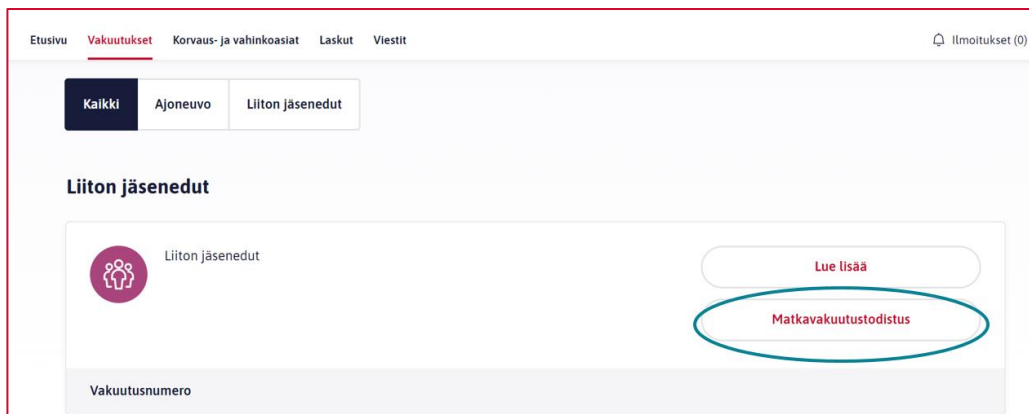 Etusivu Vakuutukset Korvaus- ja vahinkoasiat Laskut Viestit Ilmoitukset (0)
Kaikki Ajoneuvo Liiton jäsenedut
Liiton jäsenedut
Liiton jäsenedut
Lue lisää
Matkavakuutustodistus
Vakuutusnumero